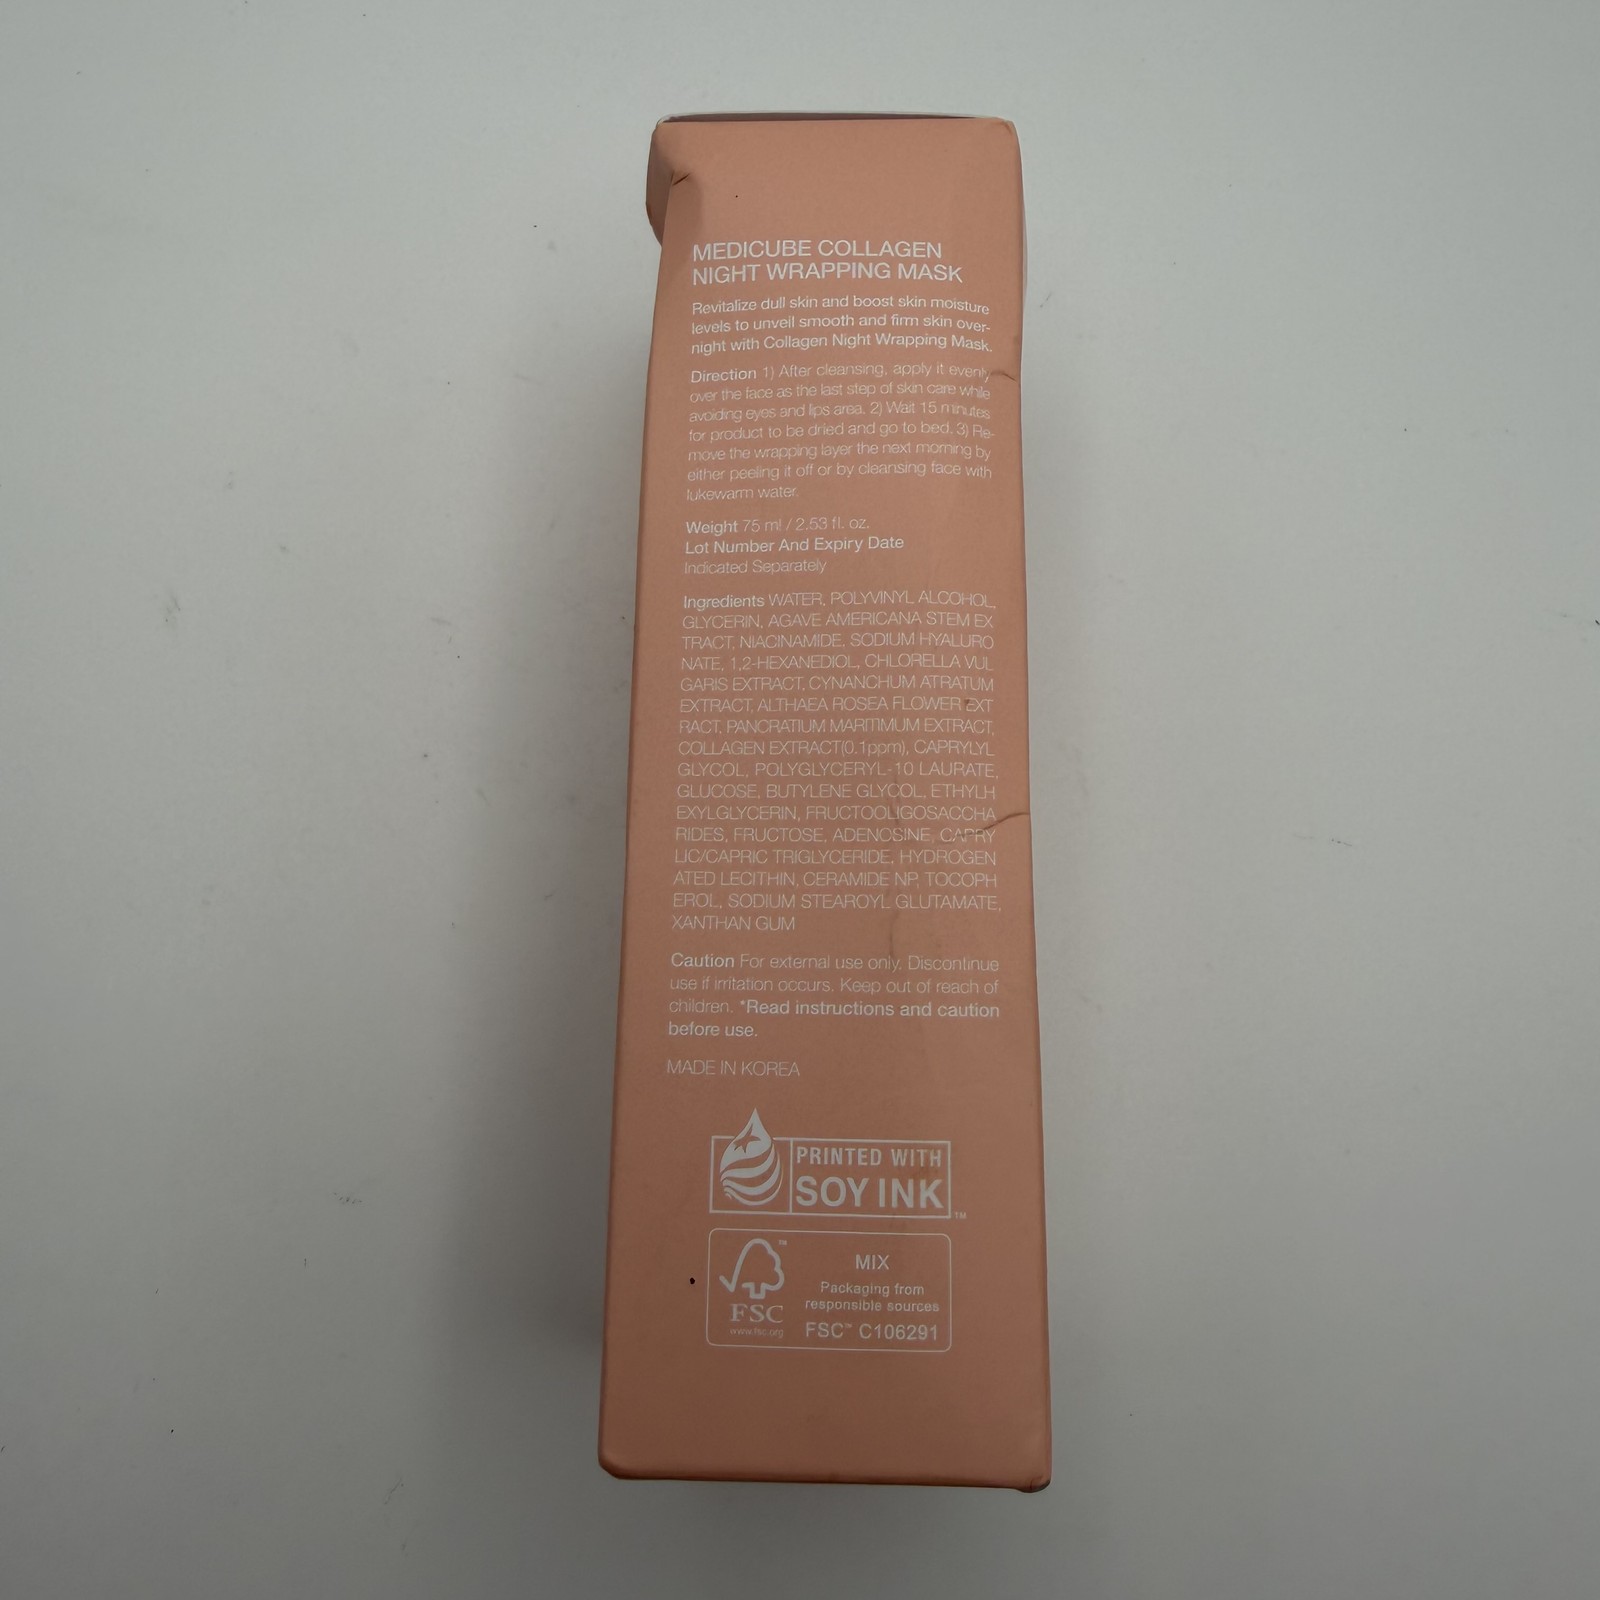 MEDICUBE COLLAGEN
NIGHT WRAPPING MASK
Revitalize dull skin and boost skin moisture
levels to unveil smooth and firm skin over-
night with Collagen Night Wrapping Mask.
Direction 1) After cleansing, apply it evenly
over the face as the last step of skin care while
avoiding eyes and lips area. 2) Wait 15 minutes
for product to be dried and go to bed. 3) Re-
move the wrapping layer the next morning by
either peeling it off or by cleansing face with
lukewarm water.
Weight 75 ml / 2.53 fl. oz.
Lot Number And Expiry Date
Indicated Separately
Ingredients WATER, POLYVINYL ALCOHOL,
GLYCERIN, AGAVE AMERICANA STEM EX
TRACT, NIACINAMIDE, SODIUM HYALURO
NATE, 1,2-HEXANEDIOL, CHLORELLA VUL
GARIS EXTRACT, CYNANCHUM ATRATUM
EXTRACT, ALTHAEA ROSEA FLOWER EXT
RACT, PANCRATIUM MARITIMUM EXTRACT,
COLLAGEN EXTRACT(0.1ppm), CAPRYLYL
GLYCOL, POLYGLYCERYL-10 LAURATE,
GLUCOSE, BUTYLENE GLYCOL, ETHYLH
EXYLGLYCERIN, FRUCTOOLIGOSACCHA
RIDES, FRUCTOSE, ADENOSINE, CAPRY
LIC/CAPRIC TRIGLYCERIDE, HYDROGEN
ATED LECITHIN, CERAMIDE NP, TOCOPH
EROL, SODIUM STEAROYL GLUTAMATE,
XANTHAN GUM
Caution For external use only. Discontinue
use if irritation occurs. Keep out of reach of
children. *Read instructions and caution
before use.
MADE IN KOREA
PRINTED WITH
SOY INK ™
FSC ™
www.fsc.org
MIX
Packaging from
responsible sources
FSC™ C106291